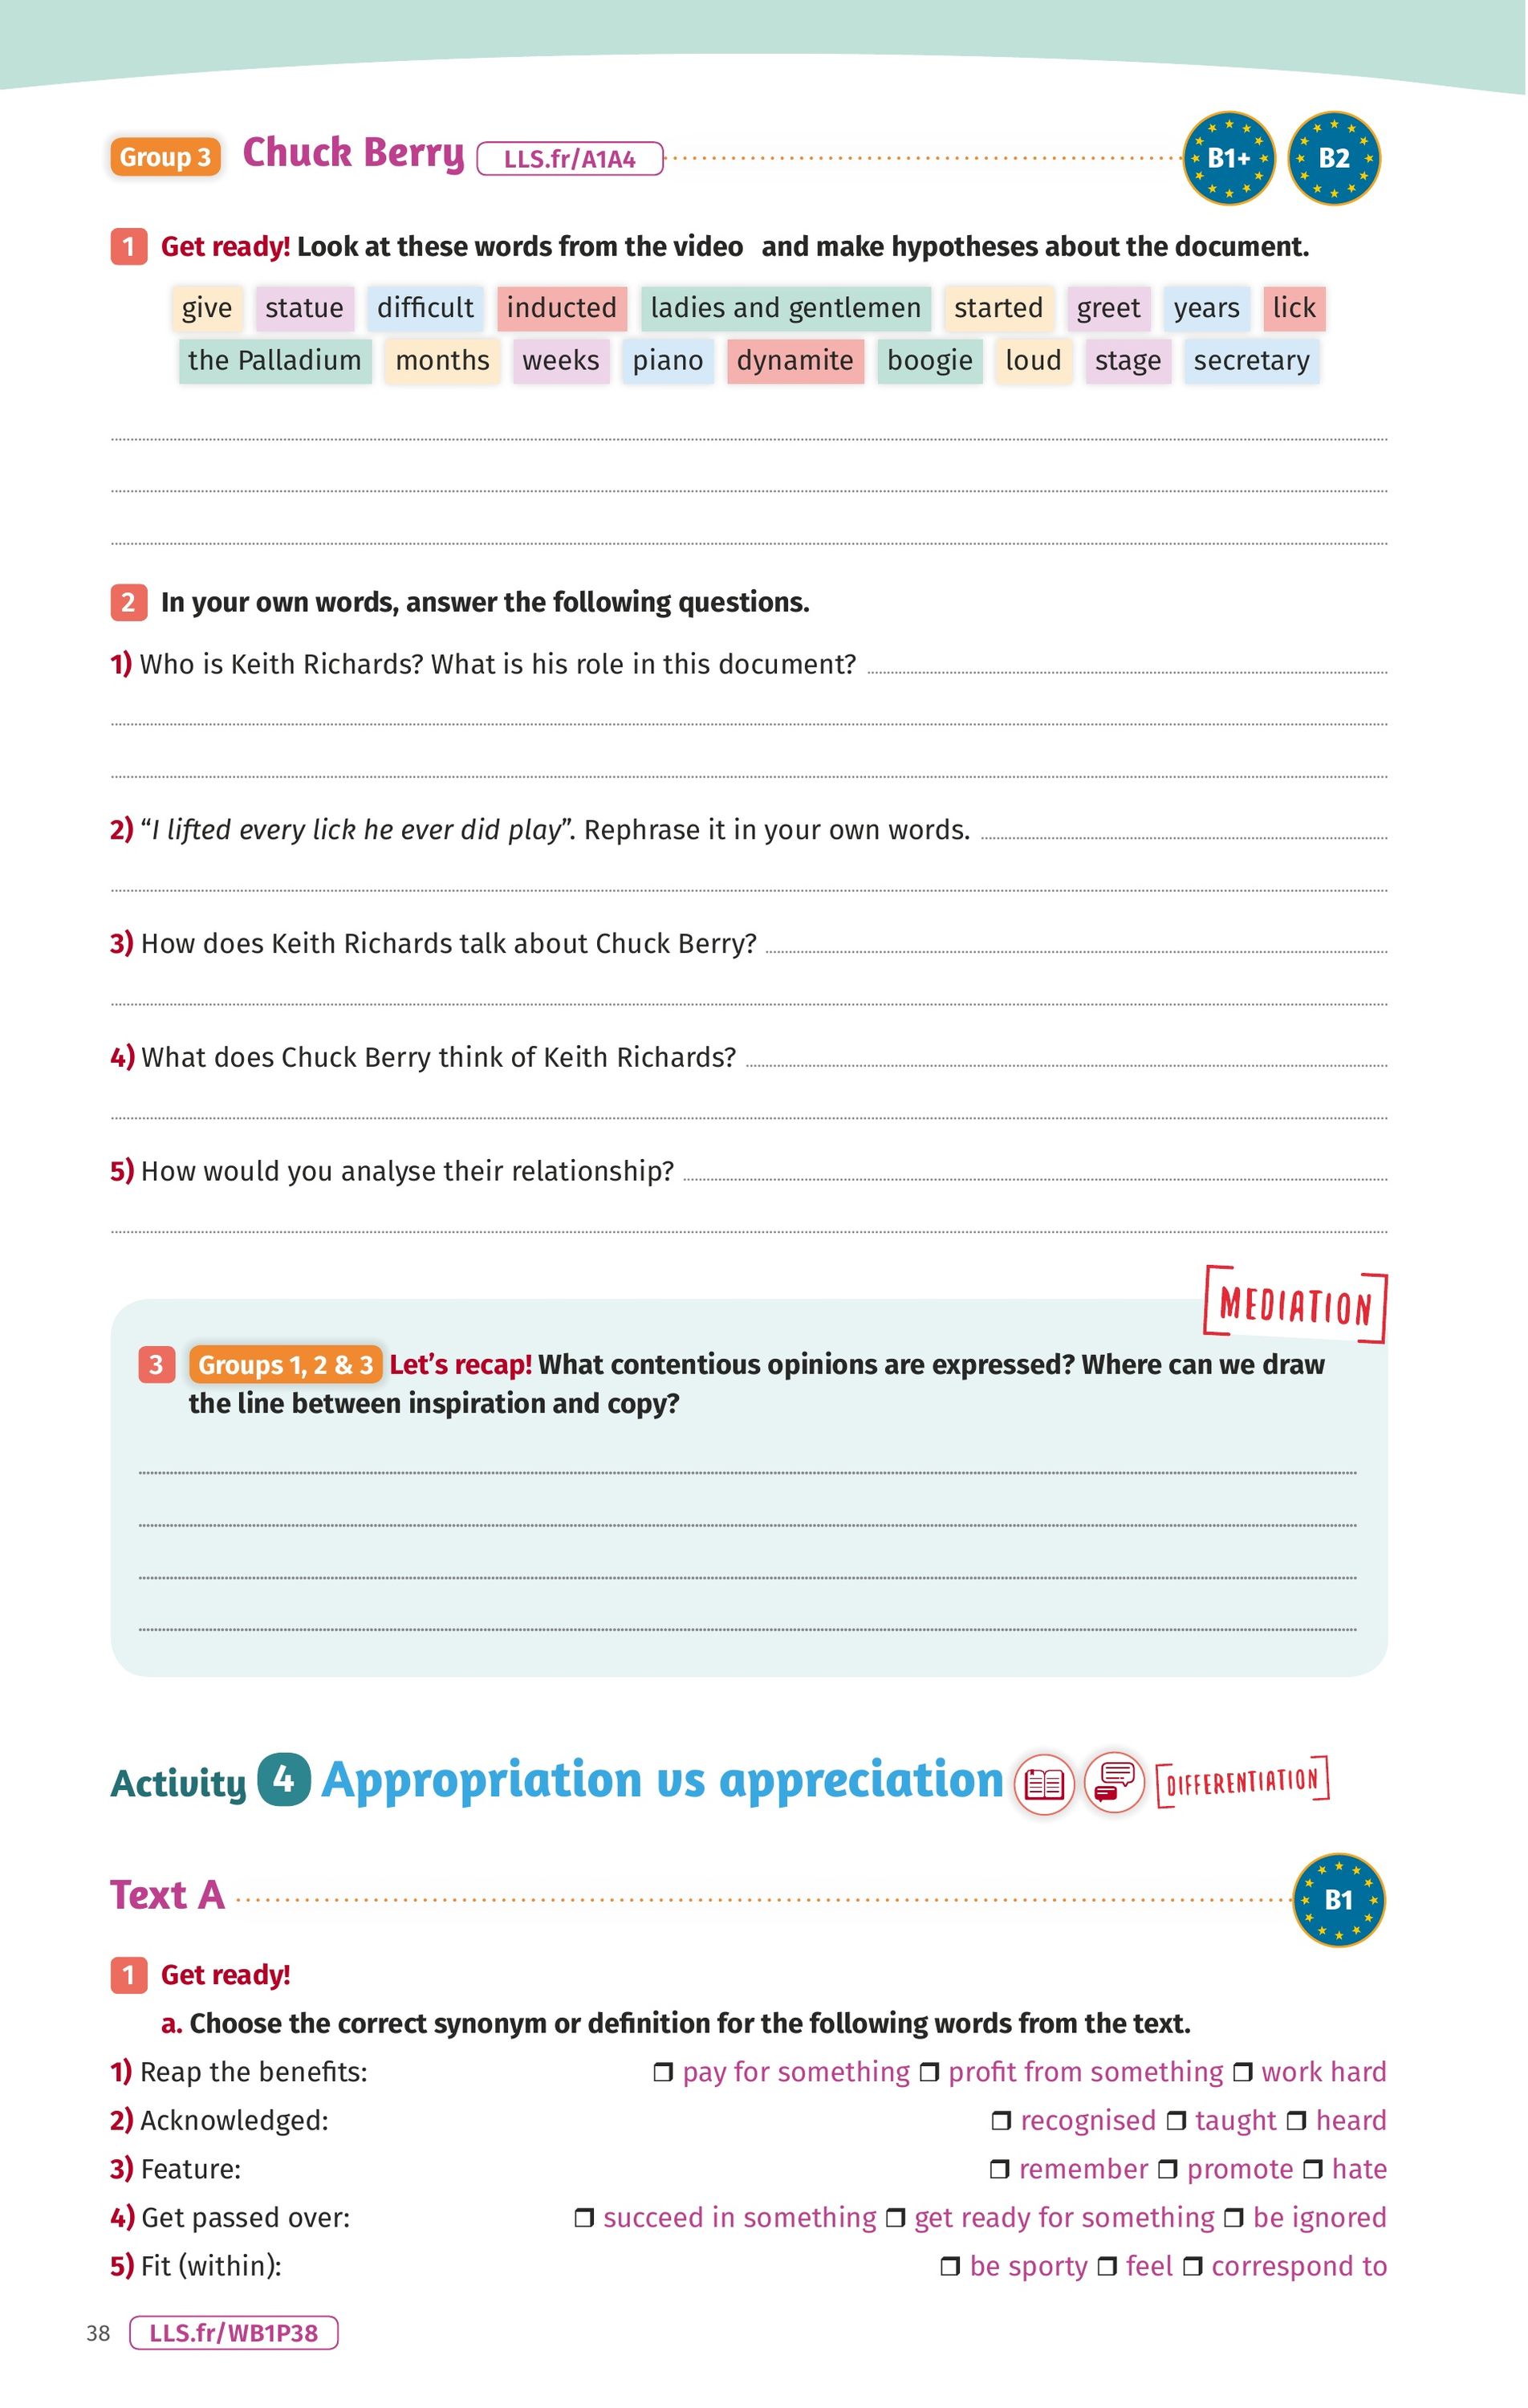 Group 3 Chuck Berry LLS.fr/A1A4 B1+ B2
1 Get ready! Look at these words from the video and make hypotheses about the document.
give statue difficult inducted ladies and gentlemen started greet years lick
the Palladium months weeks piano dynamite boogie loud stage secretary
2 In your own words, answer the following questions.
1) Who is Keith Richards? What is his role in this document?
2) “I lifted every lick he ever did play”. Rephrase it in your own words.
3) How does Keith Richards talk about Chuck Berry?
4) What does Chuck Berry think of Keith Richards?
5) How would you analyse their relationship?
MEDIATION
3 Groups 1, 2 & 3 Let’s recap! What contentious opinions are expressed? Where can we draw
the line between inspiration and copy?
Activity 4 Appropriation vs appreciation DIFFERENTIATION
Text A B1
1 Get ready!
a. Choose the correct synonym or definition for the following words from the text.
1) Reap the benefits: ❒ pay for something ❒ profit from something ❒ work hard
2) Acknowledged: ❒ recognised ❒ taught ❒ heard
3) Feature: ❒ remember ❒ promote ❒ hate
4) Get passed over: ❒ succeed in something ❒ get ready for something ❒ be ignored
5) Fit (within): ❒ be sporty ❒ feel ❒ correspond to
38 LLS.fr/WB1P38